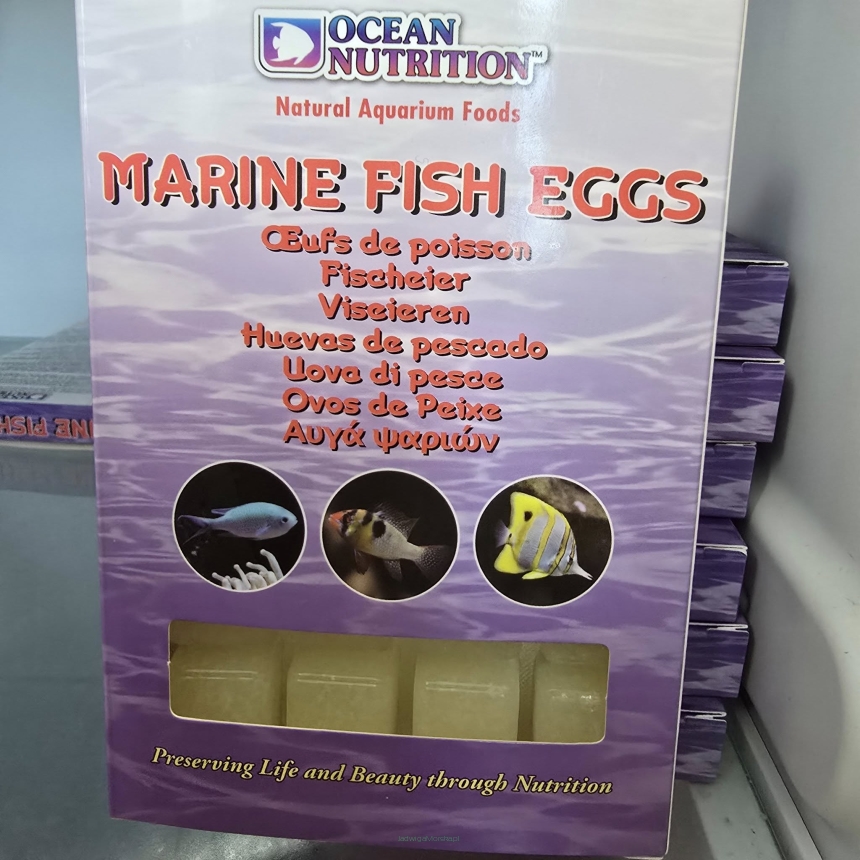 OCEAN
NUTRITION™
Natural Aquarium Foods
MARINE FISH EGGS
Œufs de poisson
Fischeier
Viseieren
Huevas de pescado
Uova di pesce
Ovos de Peixe
Αυγά ψαριών
Preserving Life and Beauty through Nutrition